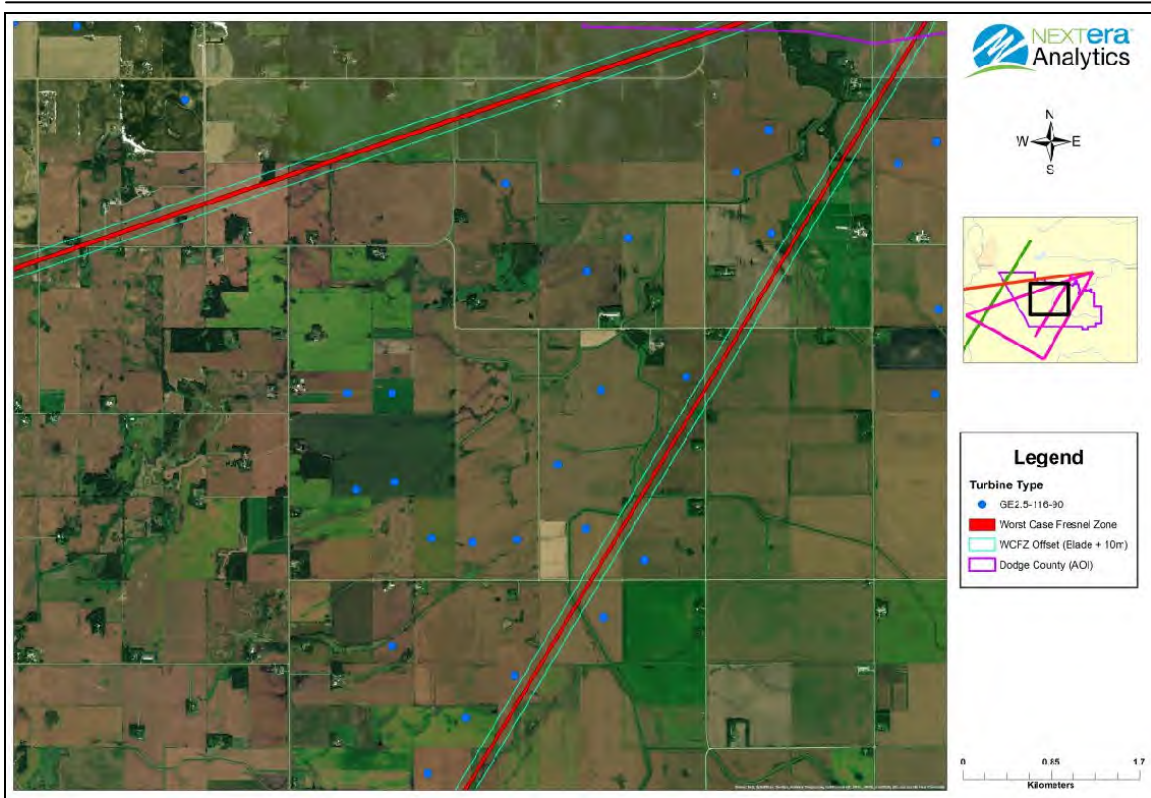 NEXTera
Analytics
N
W E
S
Legend
Turbine Type
GE2.5-116-90
Worst Case Fresnel Zone
WCFZ Offset (Blade + 10m)
Dodge County (AOI)
0 0.85 1.7
Kilometers